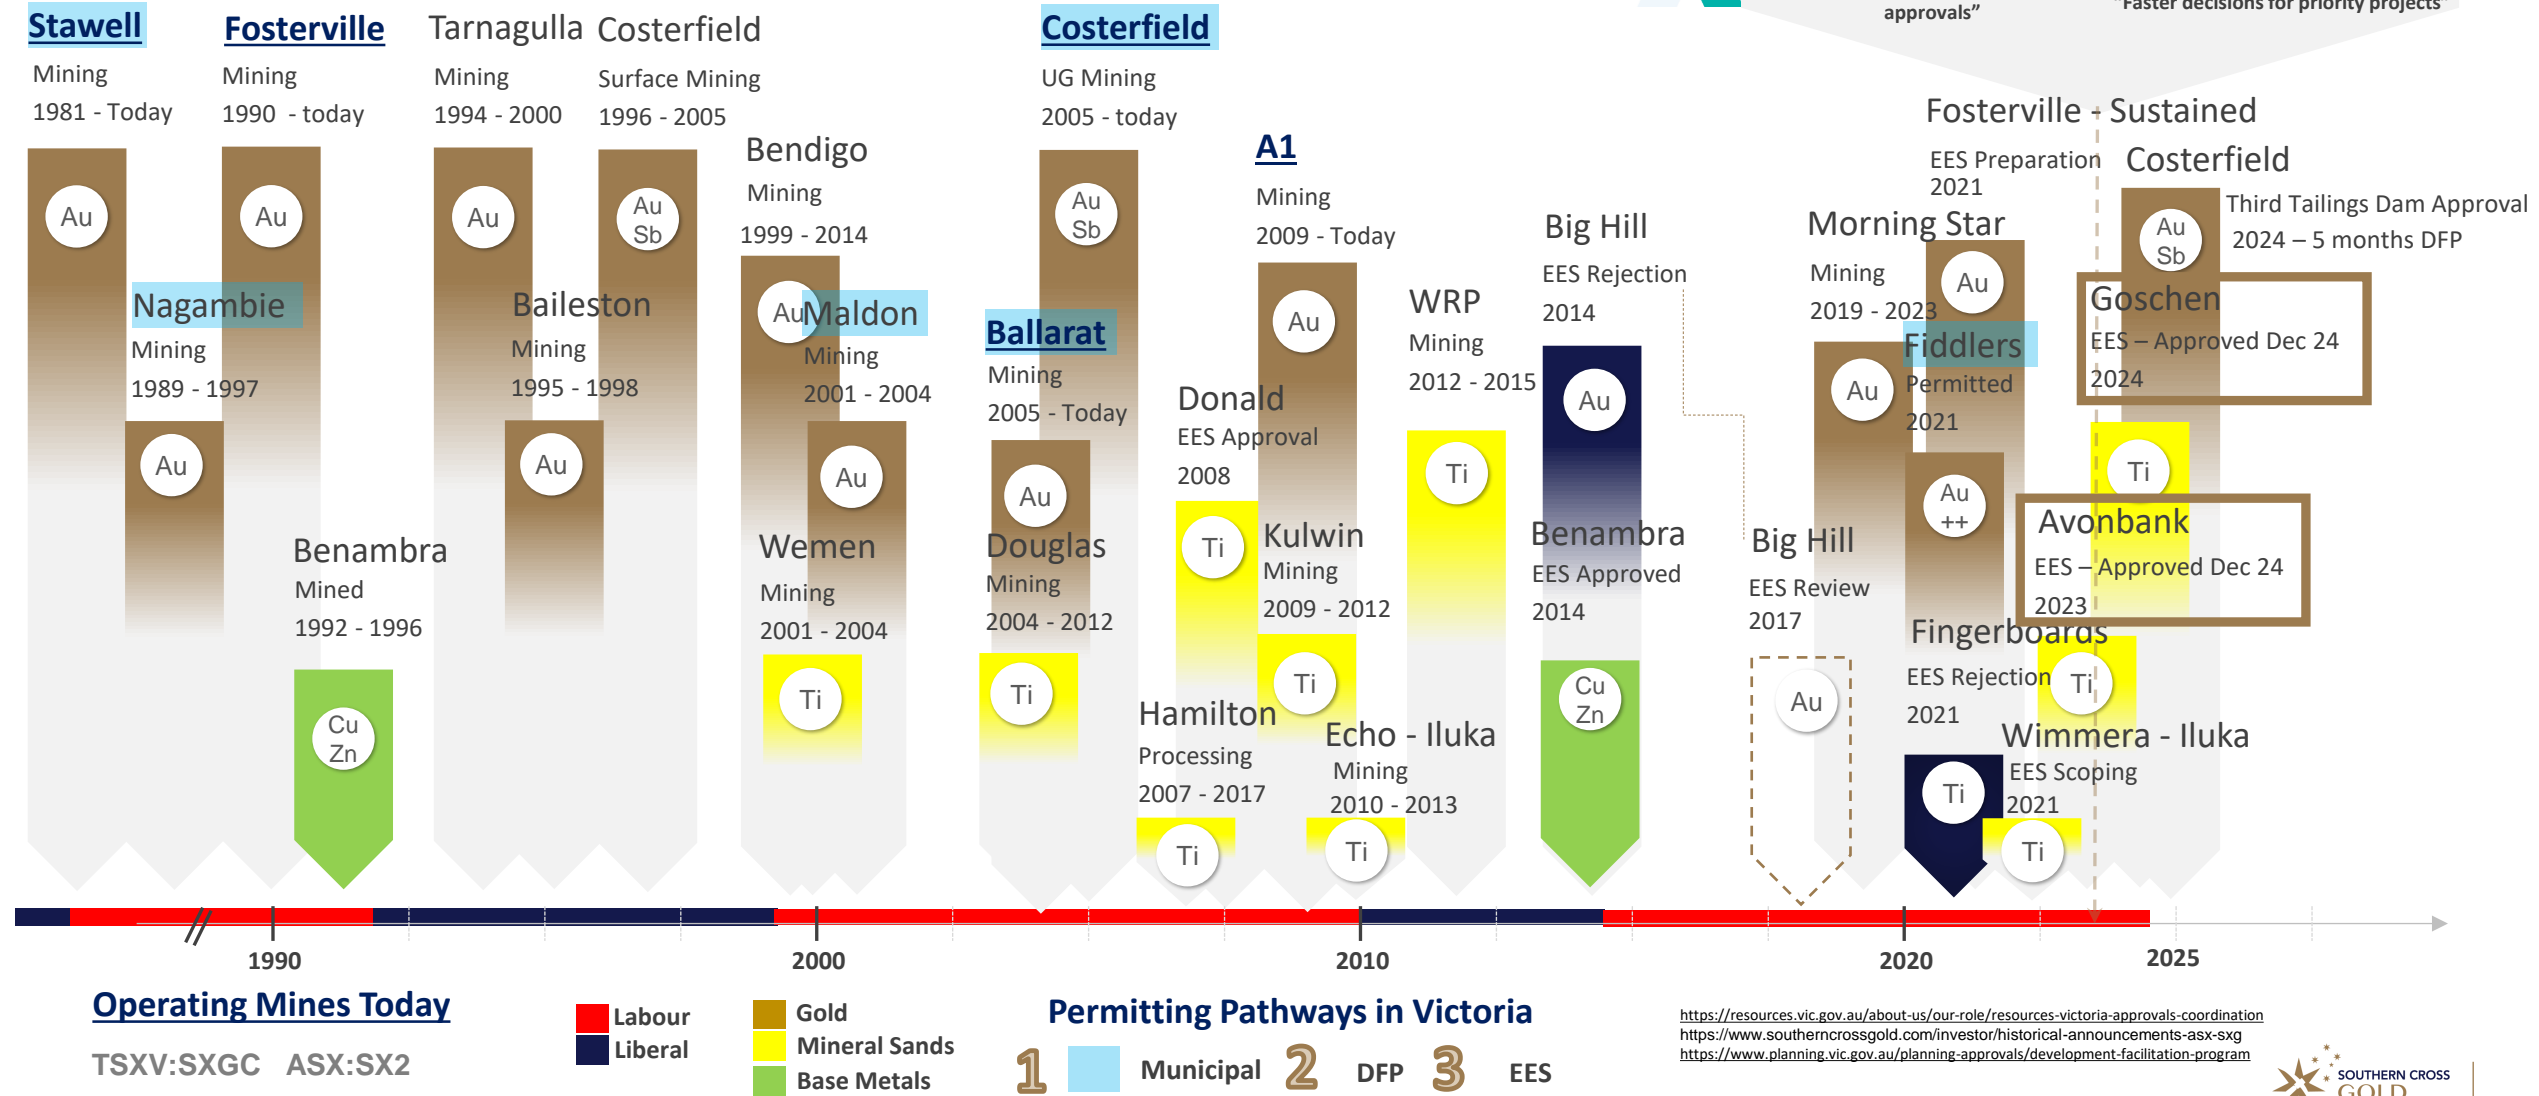 approvals"
"Faster decisions for priority projects"
Stawell
Mining
1981 - Today
Au
Fosterville
Mining
1990 - today
Au
Tarnagulla
Mining
1994 - 2000
Au
Costerfield
Surface Mining
1996 - 2005
Au
Sb
Nagambie
Mining
1989 - 1997
Au
Benambra
Mined
1992 - 1996
Cu
Zn
Baileston
Mining
1995 - 1998
Au
Bendigo
Mining
1999 - 2014
Au
Maldon
Mining
2001 - 2004
Au
Wemen
Mining
2001 - 2004
Ti
Costerfield
UG Mining
2005 - today
Au
Sb
Ballarat
Mining
2005 - Today
Au
Douglas
Mining
2004 - 2012
Ti
Donald
EES Approval
2008
Ti
Hamilton
Processing
2007 - 2017
Ti
A1
Mining
2009 - Today
Au
Kulwin
Mining
2009 - 2012
Ti
Echo - Iluka
Mining
2010 - 2013
Ti
WRP
Mining
2012 - 2015
Ti
Big Hill
EES Rejection
2014
Au
Benambra
EES Approved
2014
Cu
Zn
Big Hill
EES Review
2017
Au
Morning Star
Mining
2019 - 2023
Au
Fosterville - Sustained
EES Preparation
2021
Au
Fiddlers
Permitted
2021
Au
++
Fingerboards
EES Rejection
2021
Ti
Wimmera - Iluka
EES Scoping
2021
Ti
Costerfield
Third Tailings Dam Approval
2024 – 5 months DFP
Au
Sb
Goschen
EES – Approved Dec 24
2024
Ti
Avonbank
EES – Approved Dec 24
2023
Ti
1990
2000
2010
2020
2025
Operating Mines Today
TSXV:SXGC ASX:SX2
Labour
Liberal
Gold
Mineral Sands
Base Metals
Permitting Pathways in Victoria
1 Municipal 2 DFP 3 EES
https://resources.vic.gov.au/about-us/our-role/resources-victoria-approvals-coordination
https://www.southerncrossgold.com/investor/historical-announcements-asx-sxg
https://www.planning.vic.gov.au/planning-approvals/development-facilitation-program
SOUTHERN CROSS
GOLD